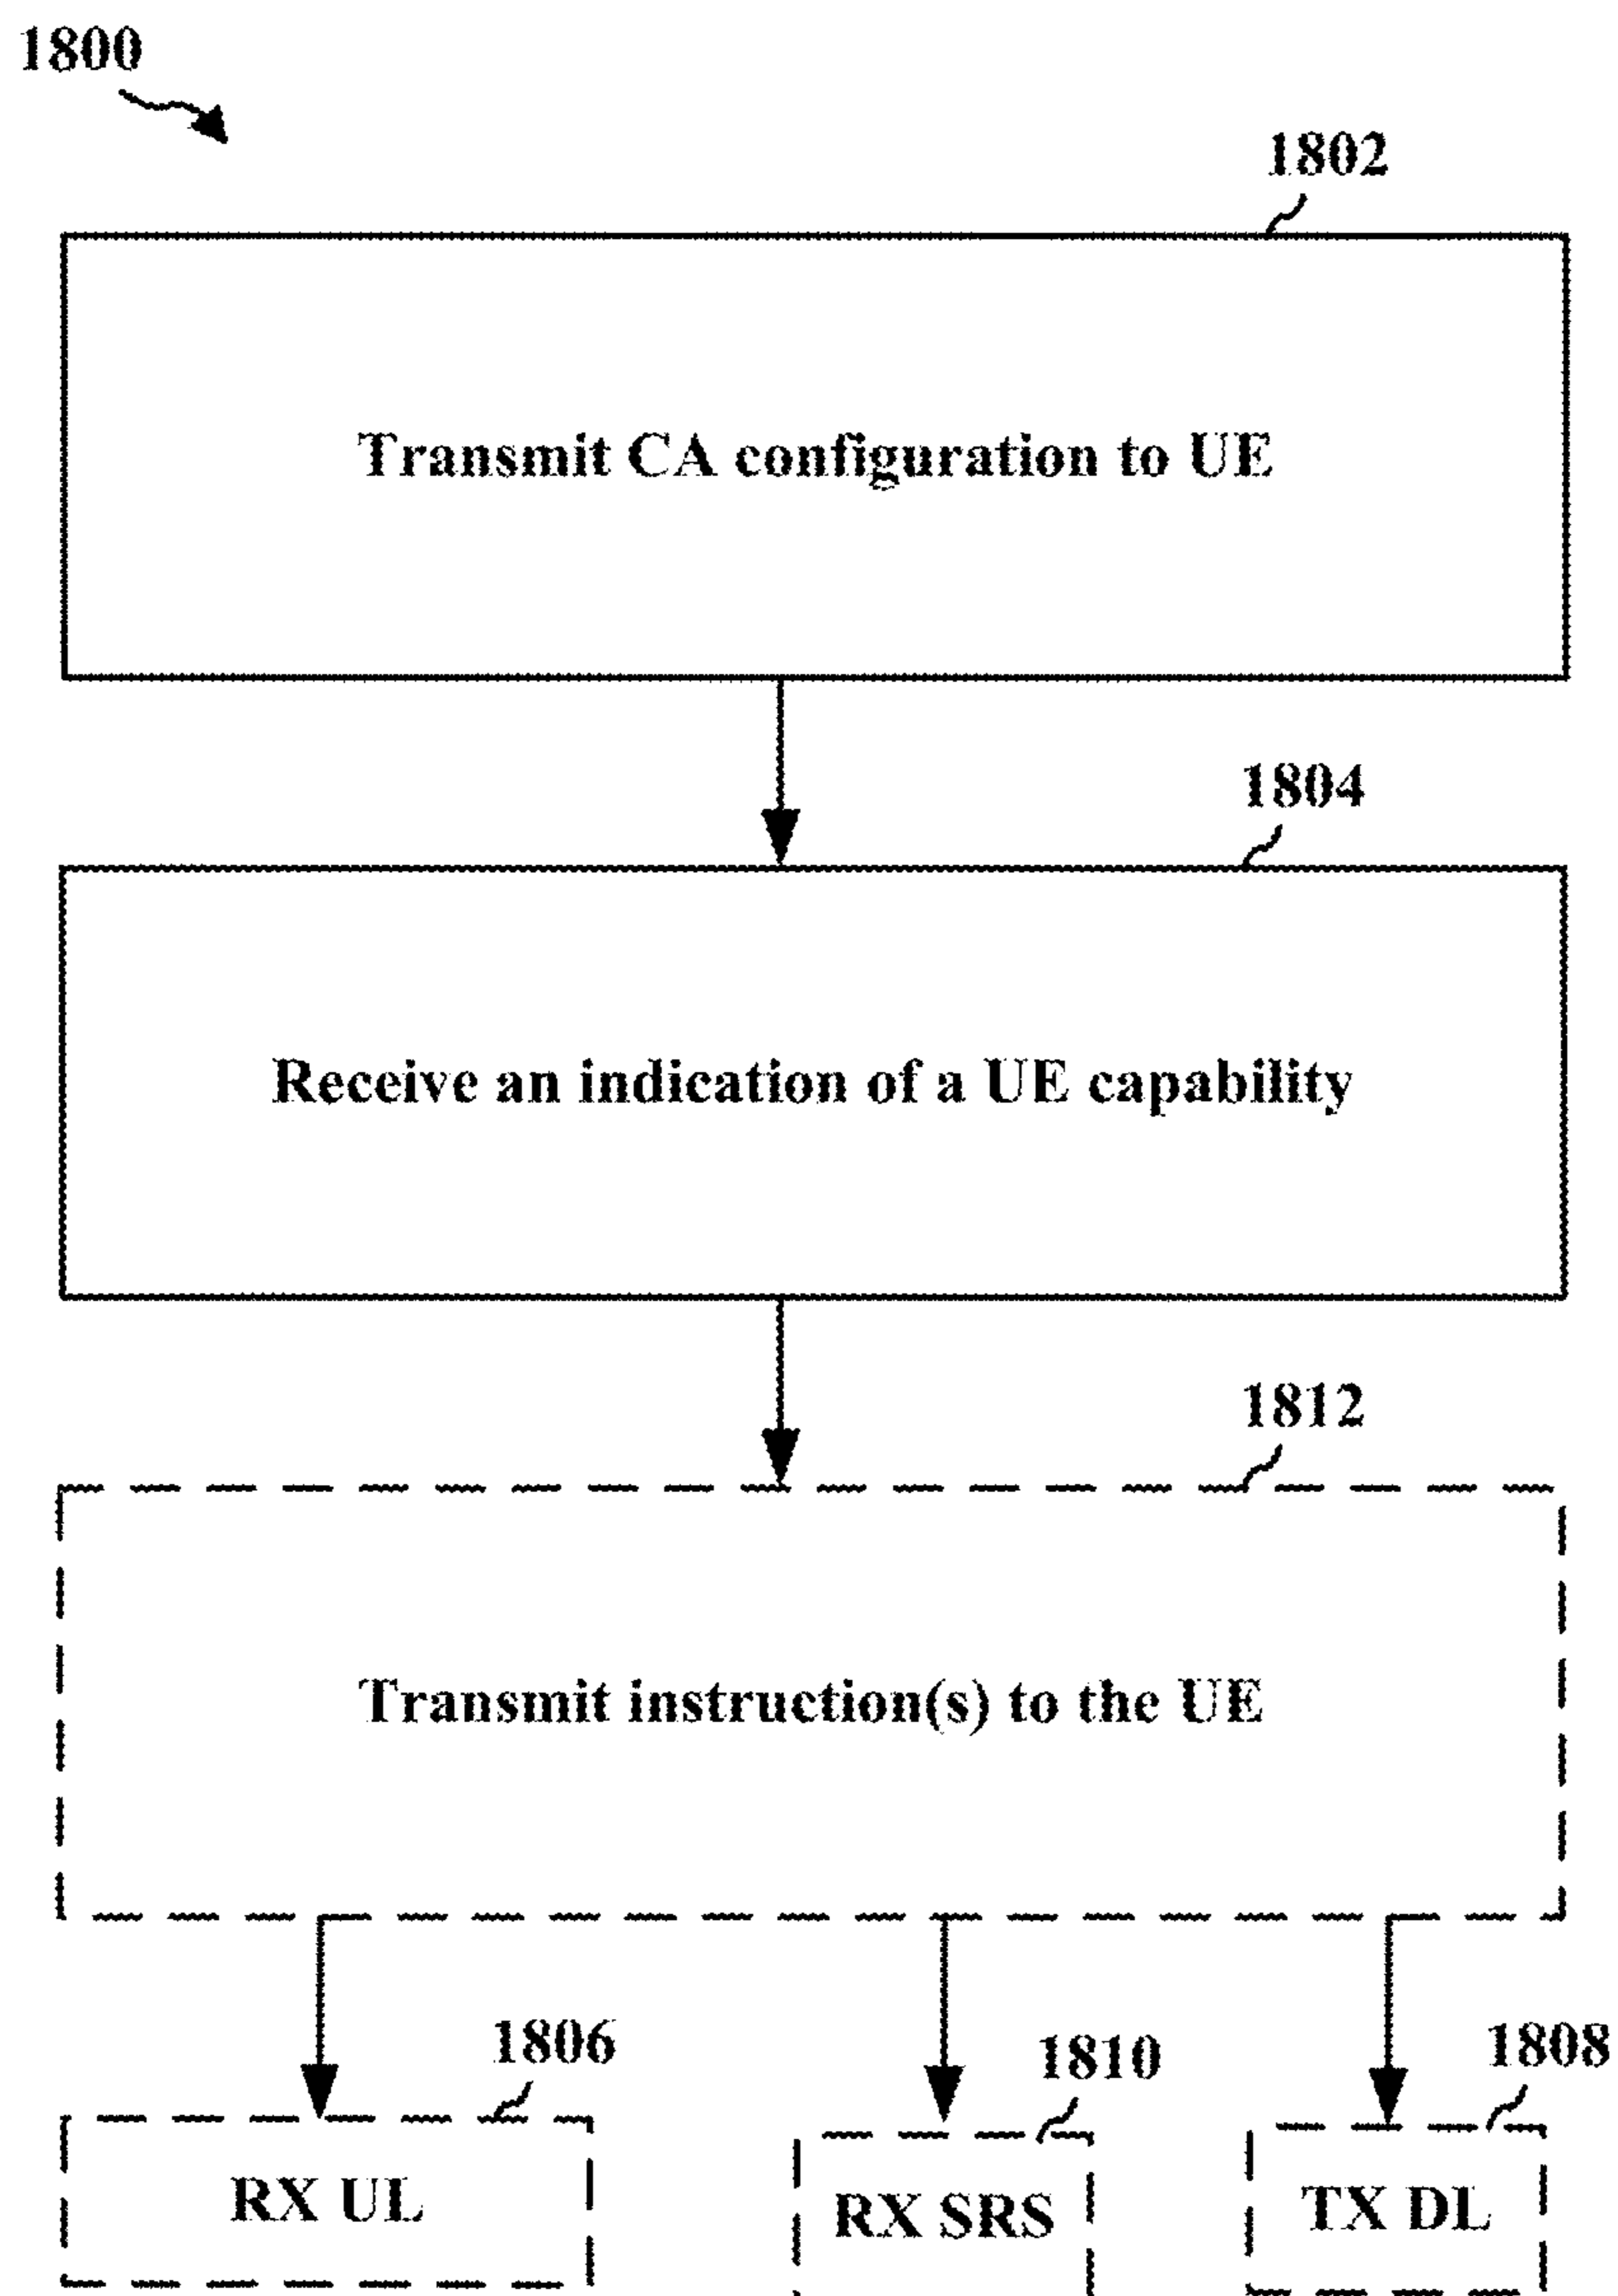 1800
1802
Transmit CA configuration to UE
1804
Receive an indication of a UE capability
1812
Transmit instruction(s) to the UE
1806
1810
1808
RX UL
RX SRS
TX DL